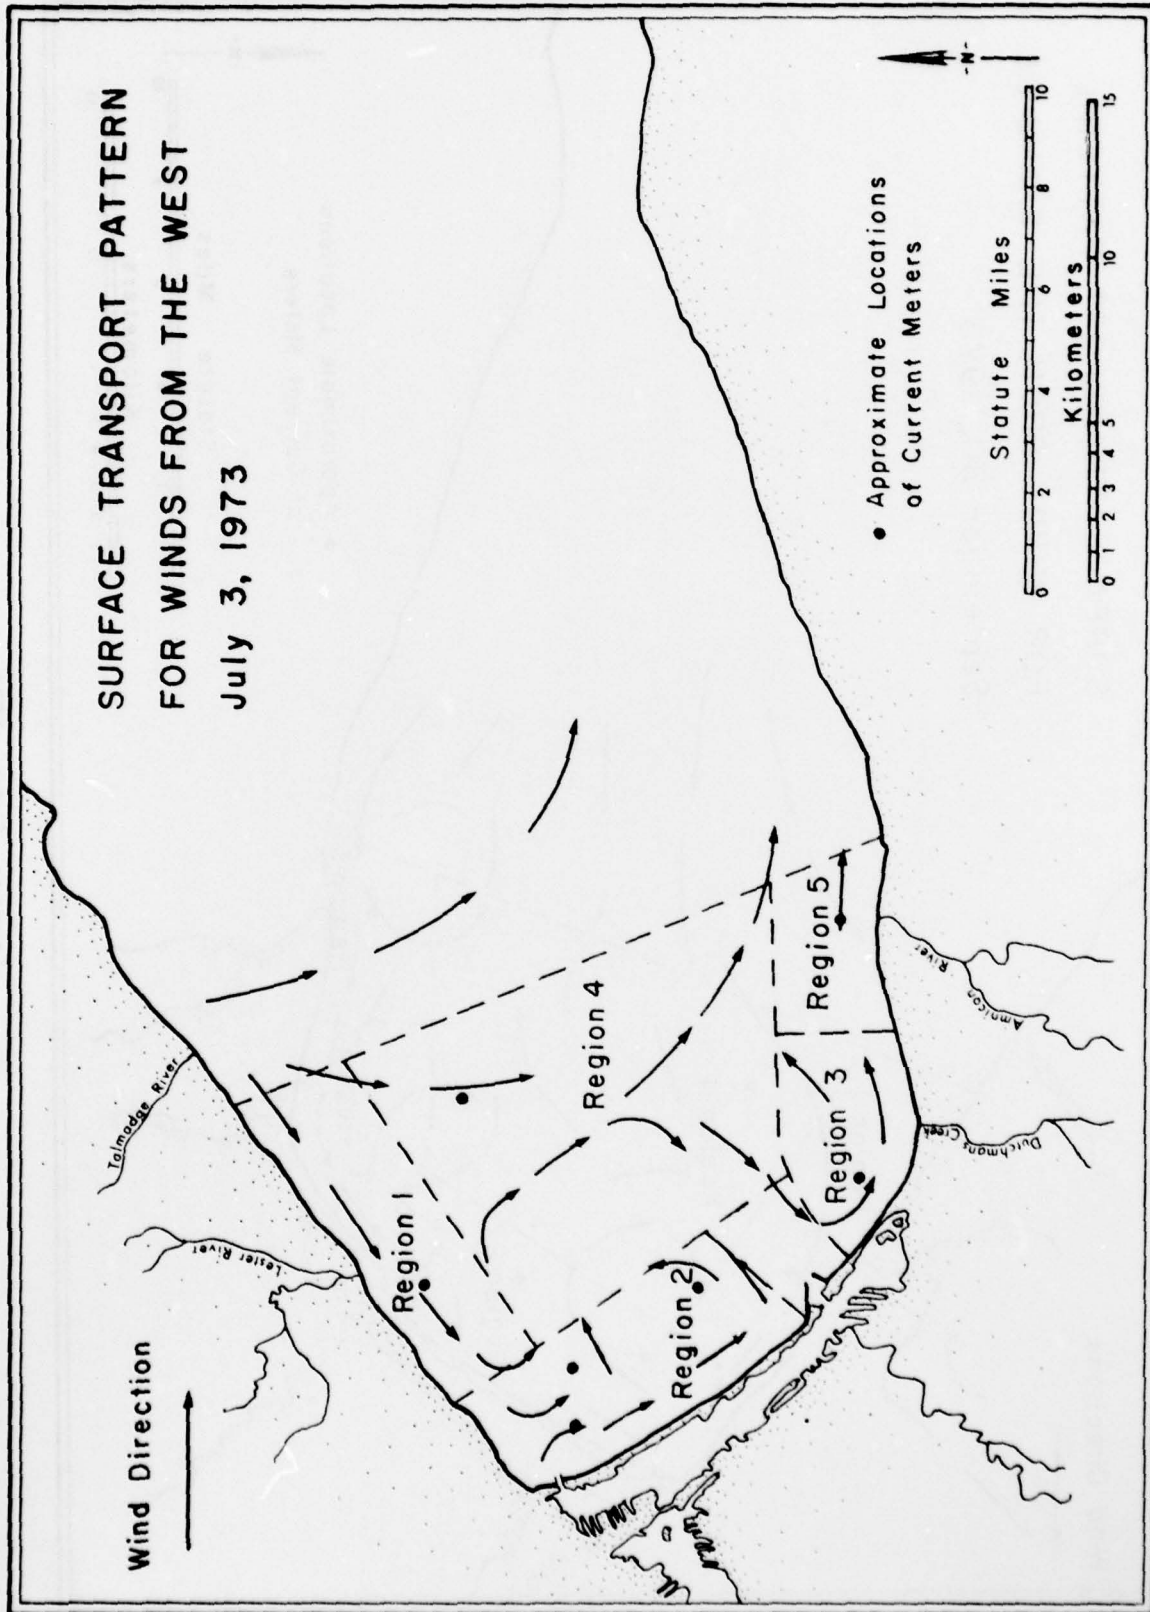 SURFACE TRANSPORT PATTERN
FOR WINDS FROM THE WEST
July 3, 1973
Wind Direction
Talmadge River
Lester River
Region 1
Region 2
Region 3
Region 4
Region 5
Amnicon River
Dutchmans Creek
Approximate Locations
of Current Meters
-N-
Statute Miles
0 2 4 6 8 10
Kilometers
0 1 2 3 4 5 10 15